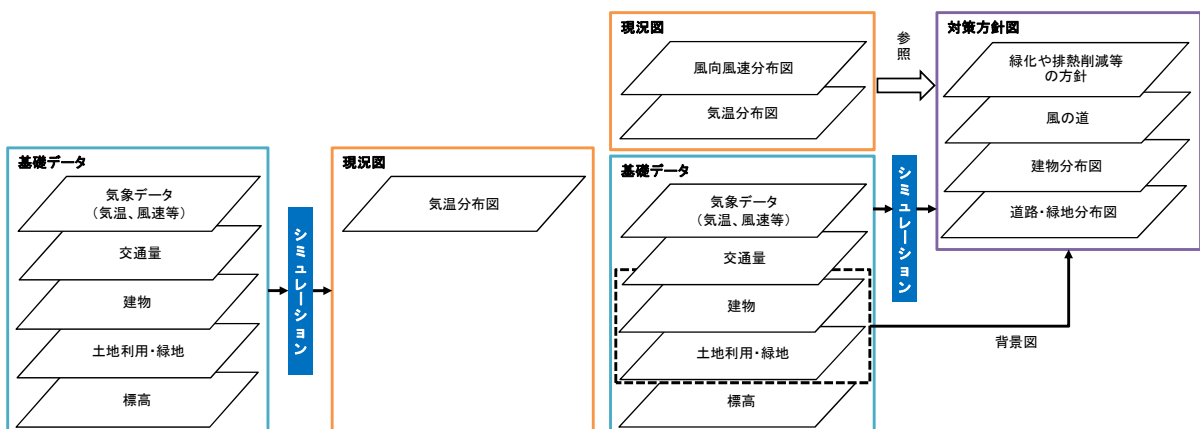 基礎データ
気象データ
（気温、風速等）
交通量
建物
土地利用・緑地
標高
シミュレーション
現況図
気温分布図
現況図
風向風速分布図
気温分布図
参照
基礎データ
気象データ
（気温、風速等）
交通量
建物
土地利用・緑地
標高
シミュレーション
背景図
対策方針図
緑化や排熱削減等
の方針
風の道
建物分布図
道路・緑地分布図